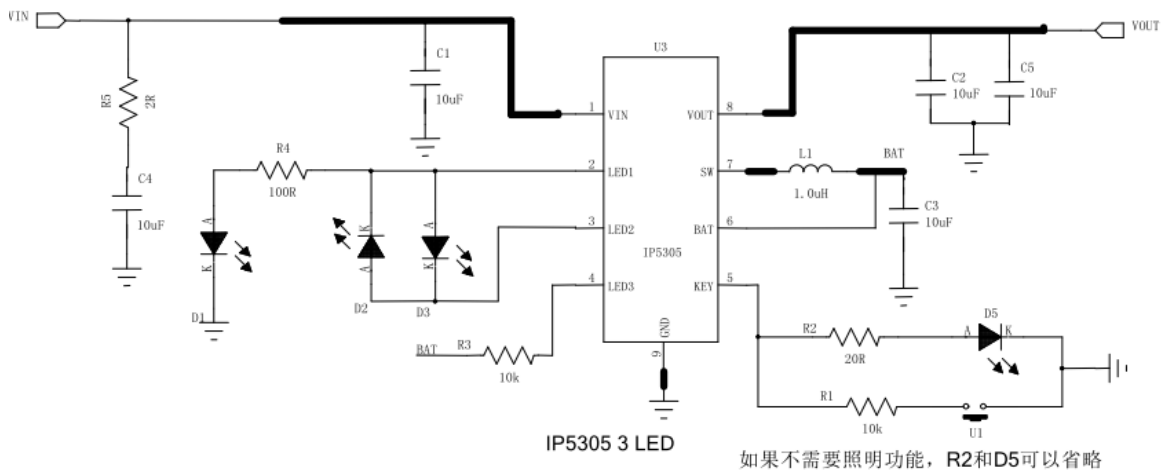 VIN
VOUT
U3
C1
10uF
C2
10uF
C5
10uF
R5
2R
1
VIN
VOUT
8
R4
100R
2
LED1
SW
7
L1
1.0uH
BAT
C4
10uF
A
K
D1
K
A
D2
A
K
D3
3
LED2
BAT
6
C3
10uF
IP5305
4
LED3
KEY
5
GND
9
BAT
R3
10k
R2
20R
A
D5
K
R1
10k
U1
IP5305 3 LED
如果不需要照明功能，R2和D5可以省略